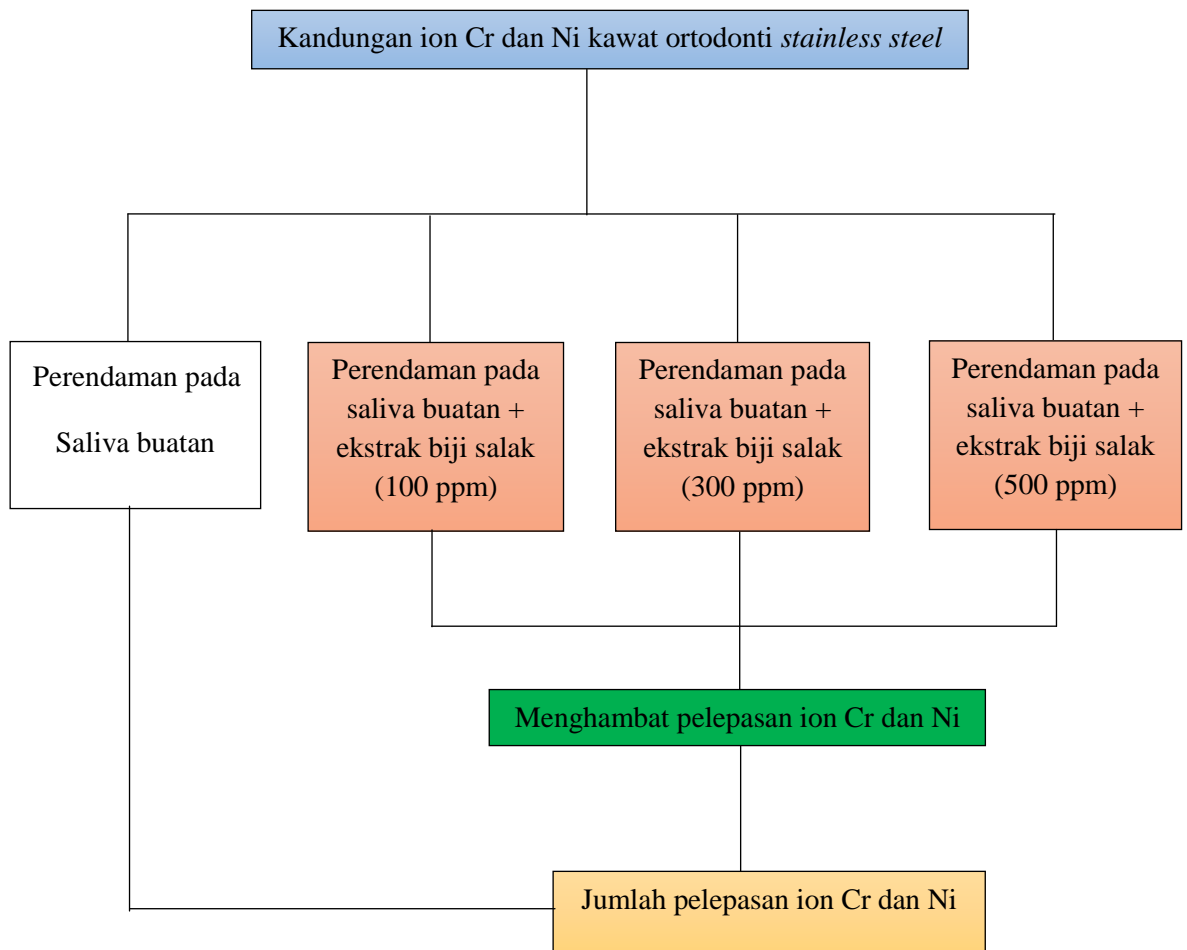 Kandungan ion Cr dan Ni kawat ortodonti stainless steel
Perendaman pada
Saliva buatan
Perendaman pada
saliva buatan +
ekstrak biji salak
(100 ppm)
Perendaman pada
saliva buatan +
ekstrak biji salak
(300 ppm)
Perendaman pada
saliva buatan +
ekstrak biji salak
(500 ppm)
Menghambat pelepasan ion Cr dan Ni
Jumlah pelepasan ion Cr dan Ni